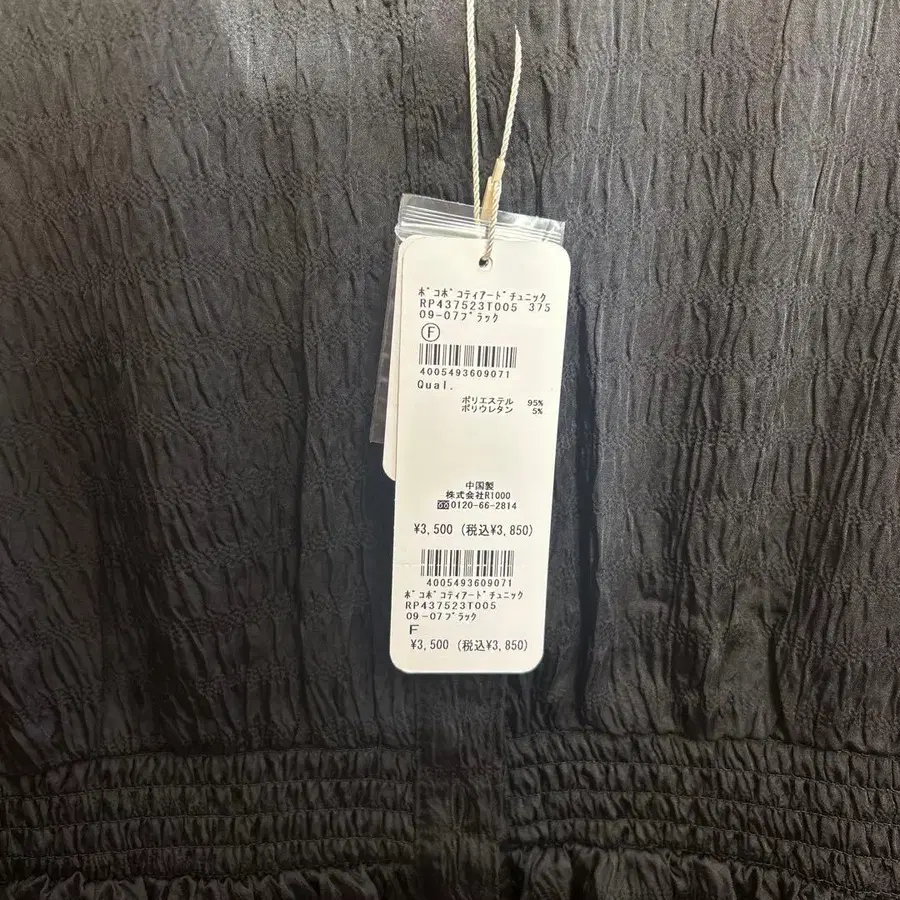 ﾎﾞｺﾎﾞｺﾃｨｱｰﾄﾞﾁｭﾆｯｸ
RP437523T005 375
09-07ﾌﾞﾗｯｸ
Ⓕ
4005493609071
Qual.
ポリエステル 95%
ポリウレタン 5%
中国製
株式会社R1000
0120-66-2814
¥3,500 (税込¥3,850)
4005493609071
ﾎﾞｺﾎﾞｺﾃｨｱｰﾄﾞﾁｭﾆｯｸ
RP437523T005
09-07ﾌﾞﾗｯｸ
F
¥3,500 (税込¥3,850)